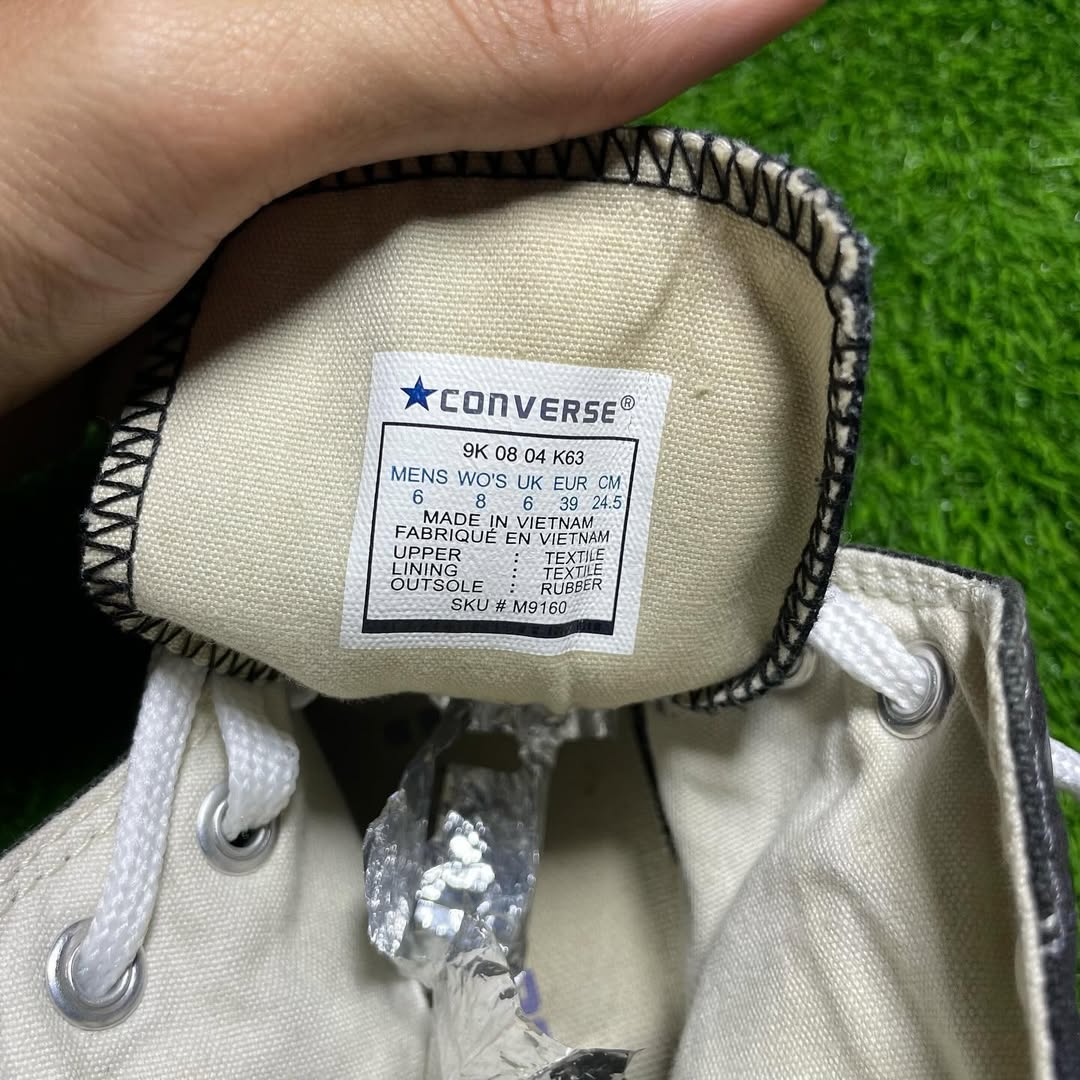 CONVERSE®
9K 08 04 K63
MENS WO'S UK EUR CM
6 8 6 39 24.5
MADE IN VIETNAM
FABRIQUÉ EN VIETNAM
UPPER : TEXTILE
LINING : TEXTILE
OUTSOLE : RUBBER
SKU # M9160